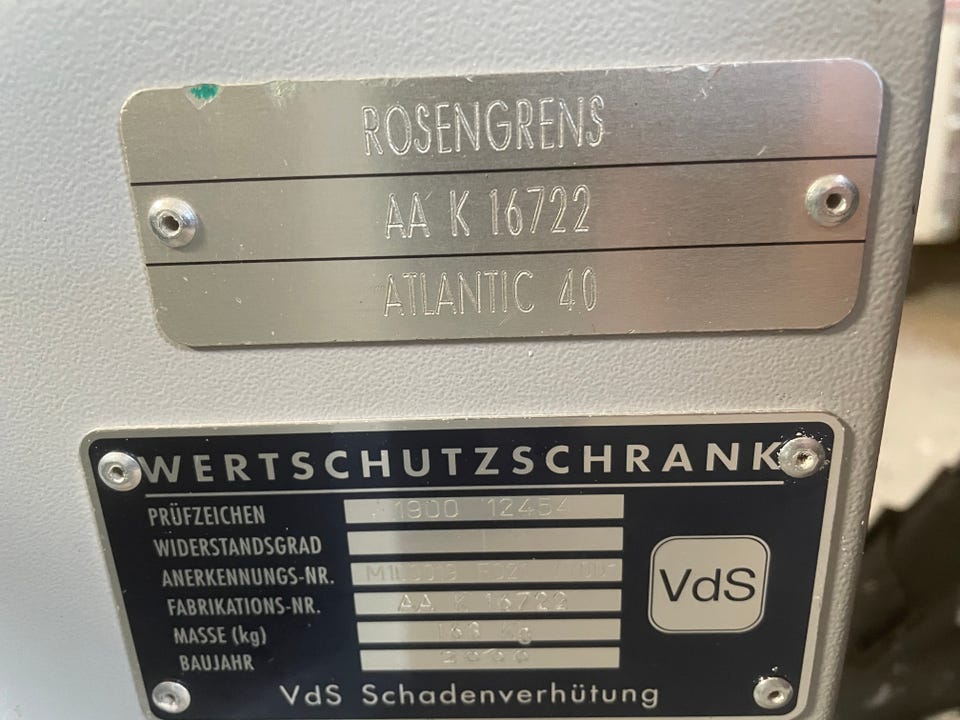 ROSENGRENS
AA K 16722
ATLANTIC 40
WERTSCHUTZSCHRANK
PRÜFZEICHEN 1900 12454
WIDERSTANDSGRAD
ANERKENNUNGS-NR.
FABRIKATIONS-NR. AA K 16722
MASSE (kg) Kg
BAUJAHR
VdS
VdS Schadenverhütung